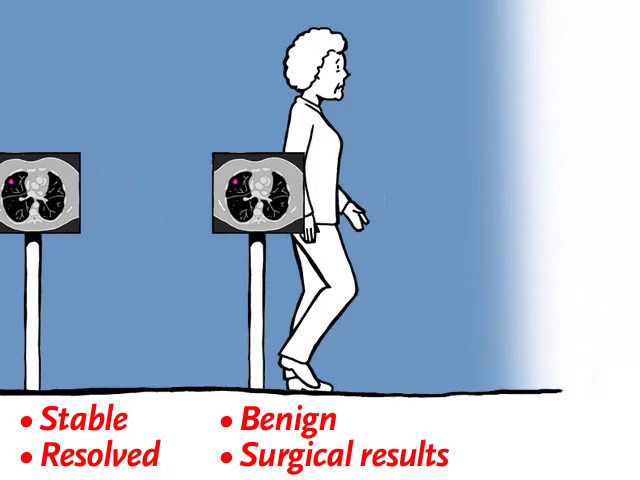 • Stable
• Resolved
• Benign
• Surgical results